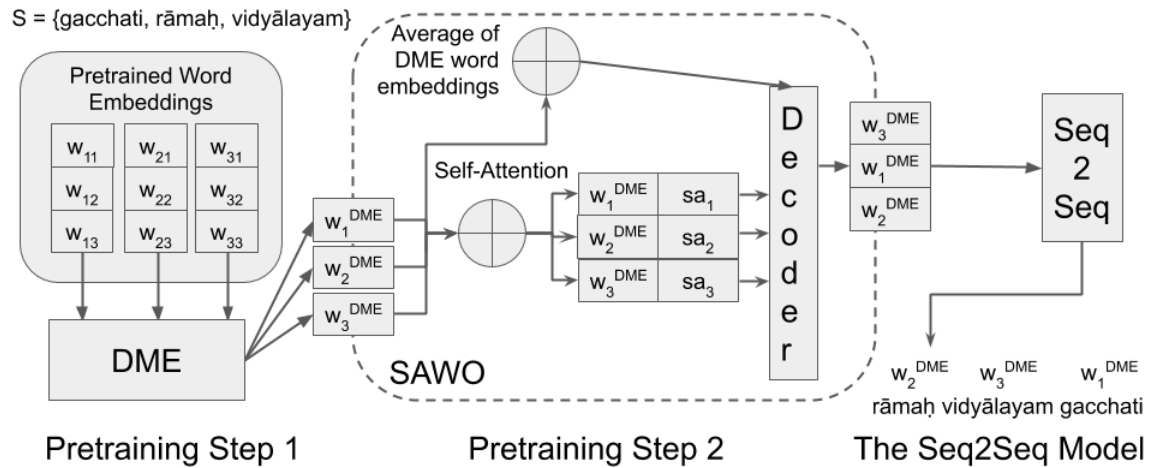 S = {gacchati, rāmaḥ, vidyālayam}
Pretrained Word
Embeddings
w11 w21 w31
w12 w22 w32
w13 w23 w33
DME
w1DME
w2DME
w3DME
Average of
DME word
embeddings
Self-Attention
w1DME sa1
w2DME sa2
w3DME sa3
SAWO
Decoder
w3DME
w1DME
w2DME
Seq
2
Seq
w2DME w3DME w1DME
rāmaḥ vidyālayam gacchati
Pretraining Step 1
Pretraining Step 2
The Seq2Seq Model